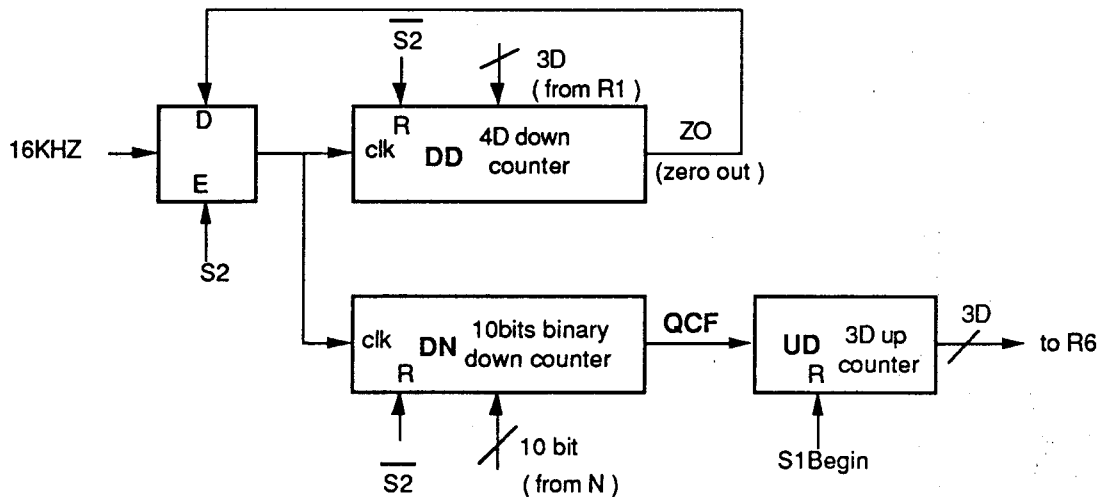 S2
3D
( from R1 )
D
16KHZ
E
S2
R
clk
DD
4D down
counter
ZO
(zero out )
clk
DN
10bits binary
down counter
R
S2
10 bit
( from N )
QCF
UD
3D up
counter
R
S1Begin
3D
to R6